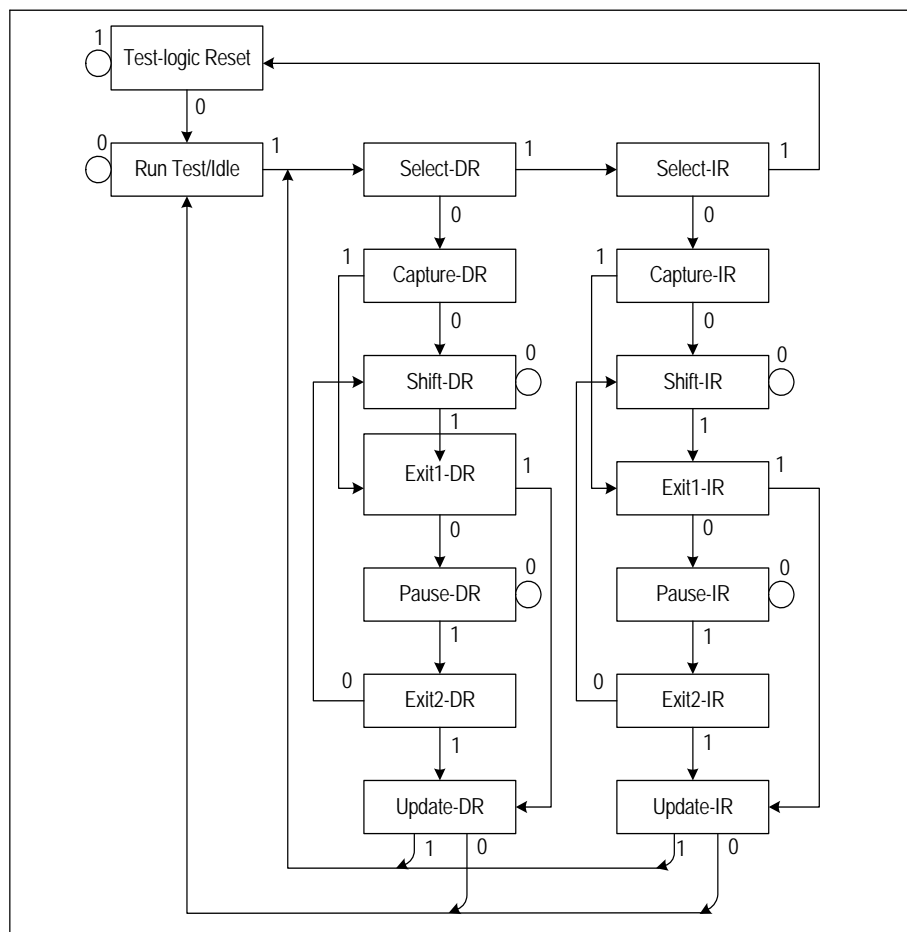 1
Test-logic Reset
0
0
Run Test/Idle
1
Select-DR
1
Select-IR
1
0
0
1
Capture-DR
1
Capture-IR
0
0
Shift-DR
0
Shift-IR
0
1
1
Exit1-DR
1
Exit1-IR
1
0
0
Pause-DR
0
Pause-IR
0
1
1
0
Exit2-DR
0
Exit2-IR
1
1
Update-DR
Update-IR
1
0
1
0